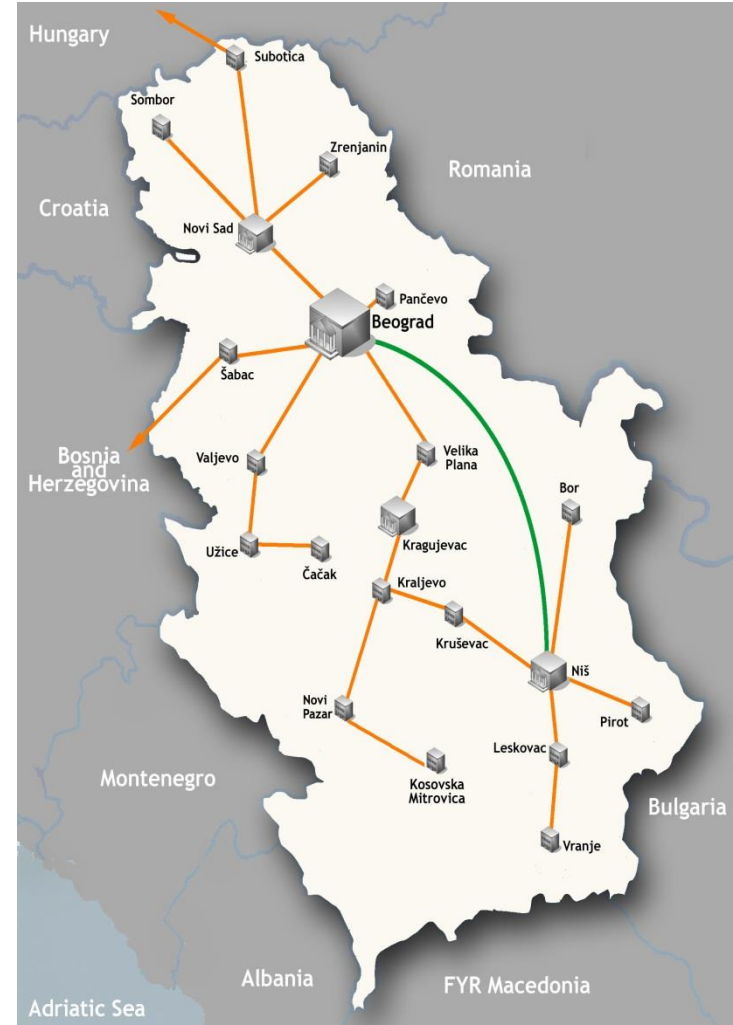 Hungary
Subotica
Sombor
Zrenjanin
Romania
Croatia
Novi Sad
Pančevo
Beograd
Šabac
Bosnia
and
Herzegovina
Valjevo
Velika
Plana
Bor
Užice
Čačak
Kragujevac
Kraljevo
Kruševac
Niš
Novi
Pazar
Pirot
Leskovac
Kosovska
Mitrovica
Montenegro
Bulgaria
Vranje
Albania
FYR Macedonia
Adriatic Sea